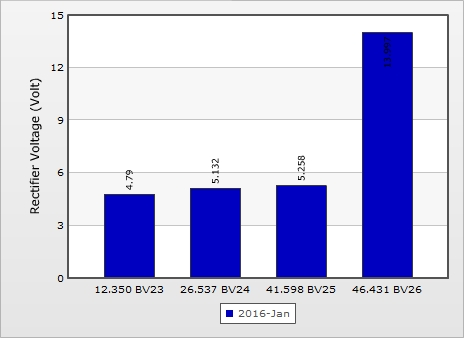 15
12
9
6
3
0
Rectifier Voltage (Volt)
4.79
5.132
5.258
12.350 BV23
26.537 BV24
41.598 BV25
46.431 BV26
2016-Jan